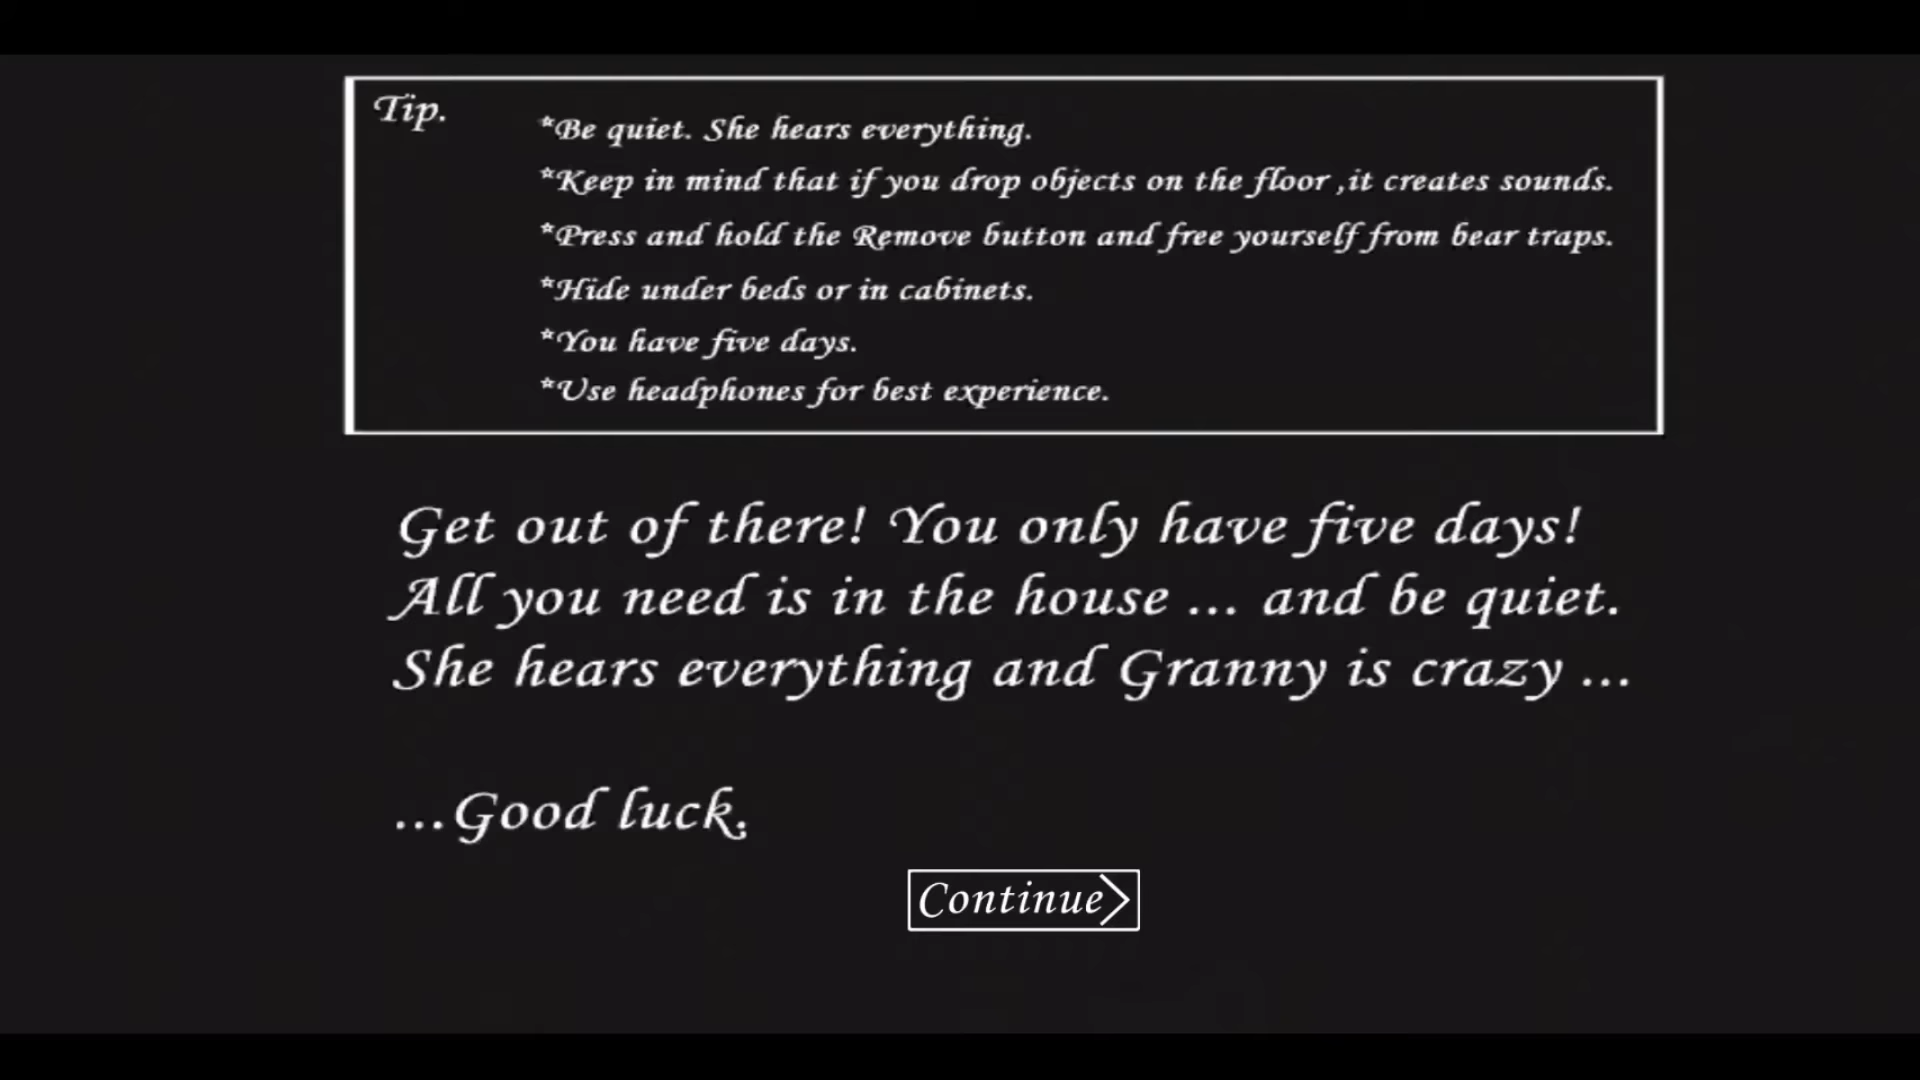 Tip.
*Be quiet. She hears everything.
*Keep in mind that if you drop objects on the floor ,it creates sounds.
*Press and hold the Remove button and free yourself from bear traps.
*Hide under beds or in cabinets.
*You have five days.
*Use headphones for best experience.
Get out of there! You only have five days!
All you need is in the house ... and be quiet.
She hears everything and Granny is crazy ...
...Good luck.
Continue>